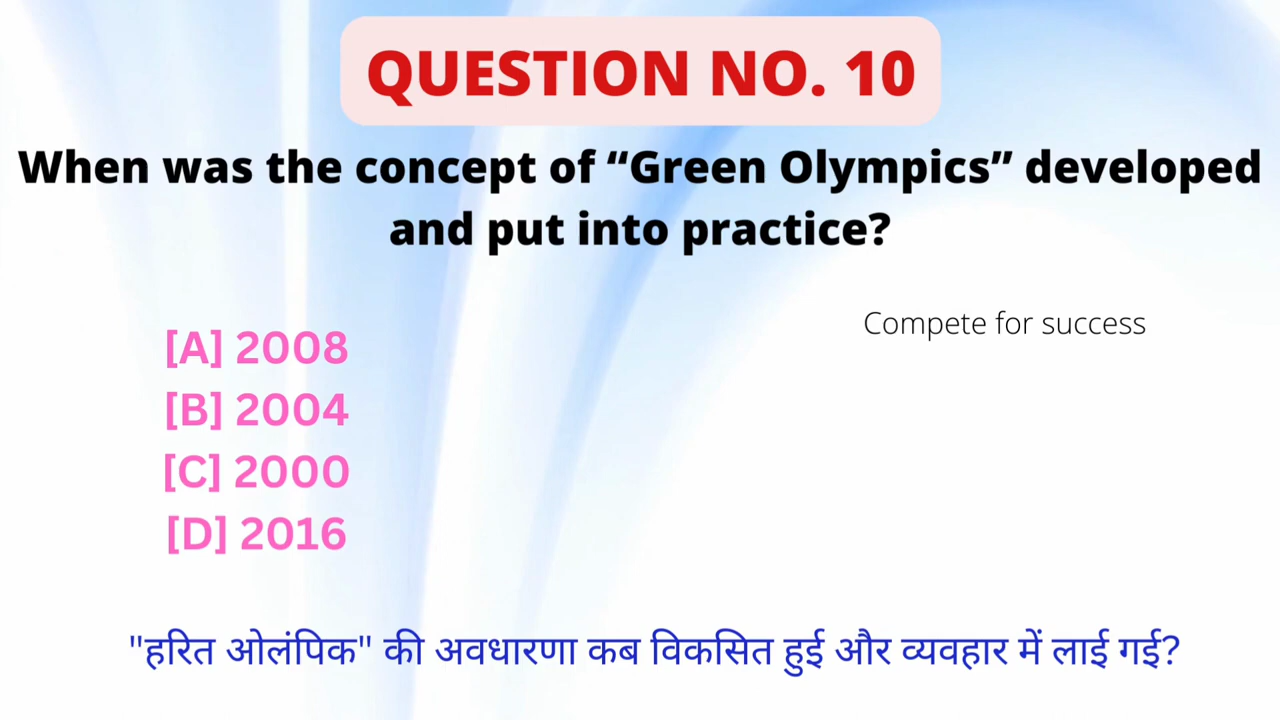 QUESTION NO. 10
When was the concept of “Green Olympics” developed
and put into practice?
Compete for success
[A] 2008
[B] 2004
[C] 2000
[D] 2016
"हरित ओलंपिक" की अवधारणा कब विकसित हुई और व्यवहार में लाई गई?